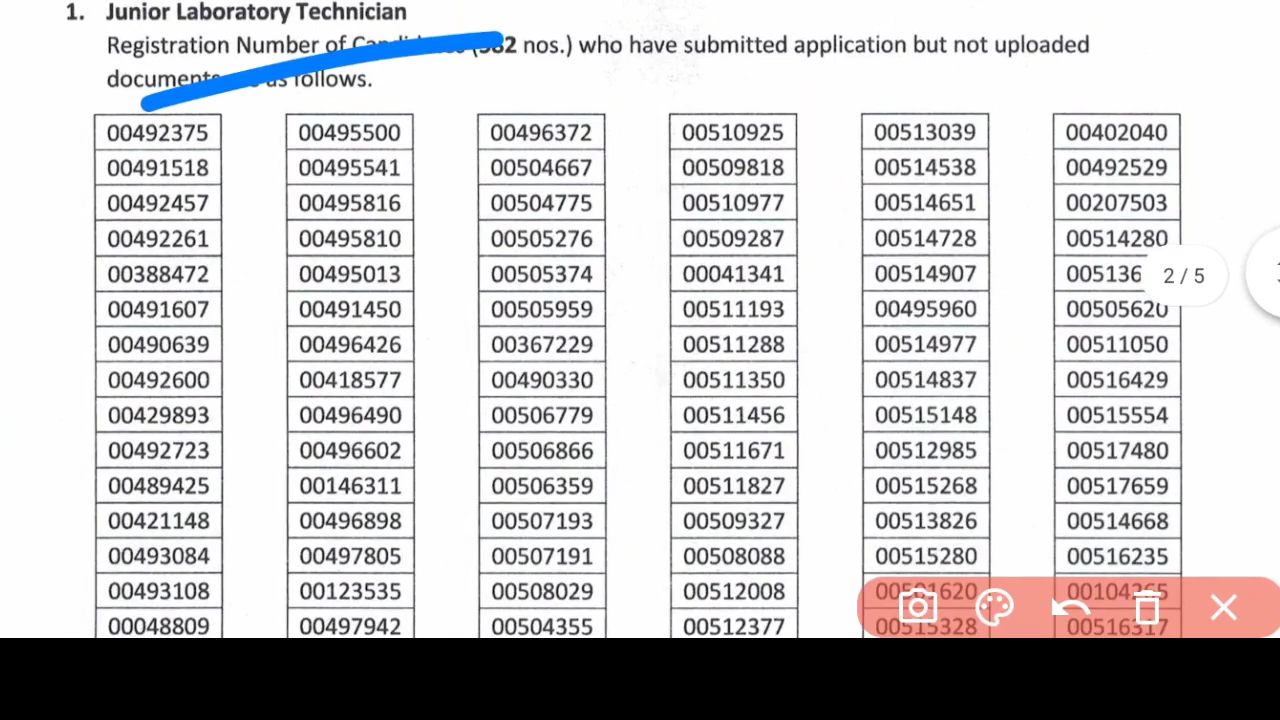 1. Junior Laboratory Technician
Registration Number of (582 nos.) who have submitted application but not uploaded
as follows.
00492375 00495500 00496372 00510925 00513039 00402040
00491518 00495541 00504667 00509818 00514538 00492529
00492457 00495816 00504775 00510977 00514651 00207503
00492261 00495810 00505276 00509287 00514728 00514280
00388472 00495013 00505374 00041341 00514907 2 / 5
00491607 00491450 00505959 00511193 00495960 00505620
00490639 00496426 00367229 00511288 00514977 00511050
00492600 00418577 00490330 00511350 00514837 00516429
00429893 00496490 00506779 00511456 00515148 00515554
00492723 00496602 00506866 00511671 00512985 00517480
00489425 00146311 00506359 00511827 00515268 00517659
00421148 00496898 00507193 00509327 00513826 00514668
00493084 00497805 00507191 00508088 00515280 00516235
00493108 00123535 00508029 00512008
00048809 00497942 00504355 00512377 00515328 00516317